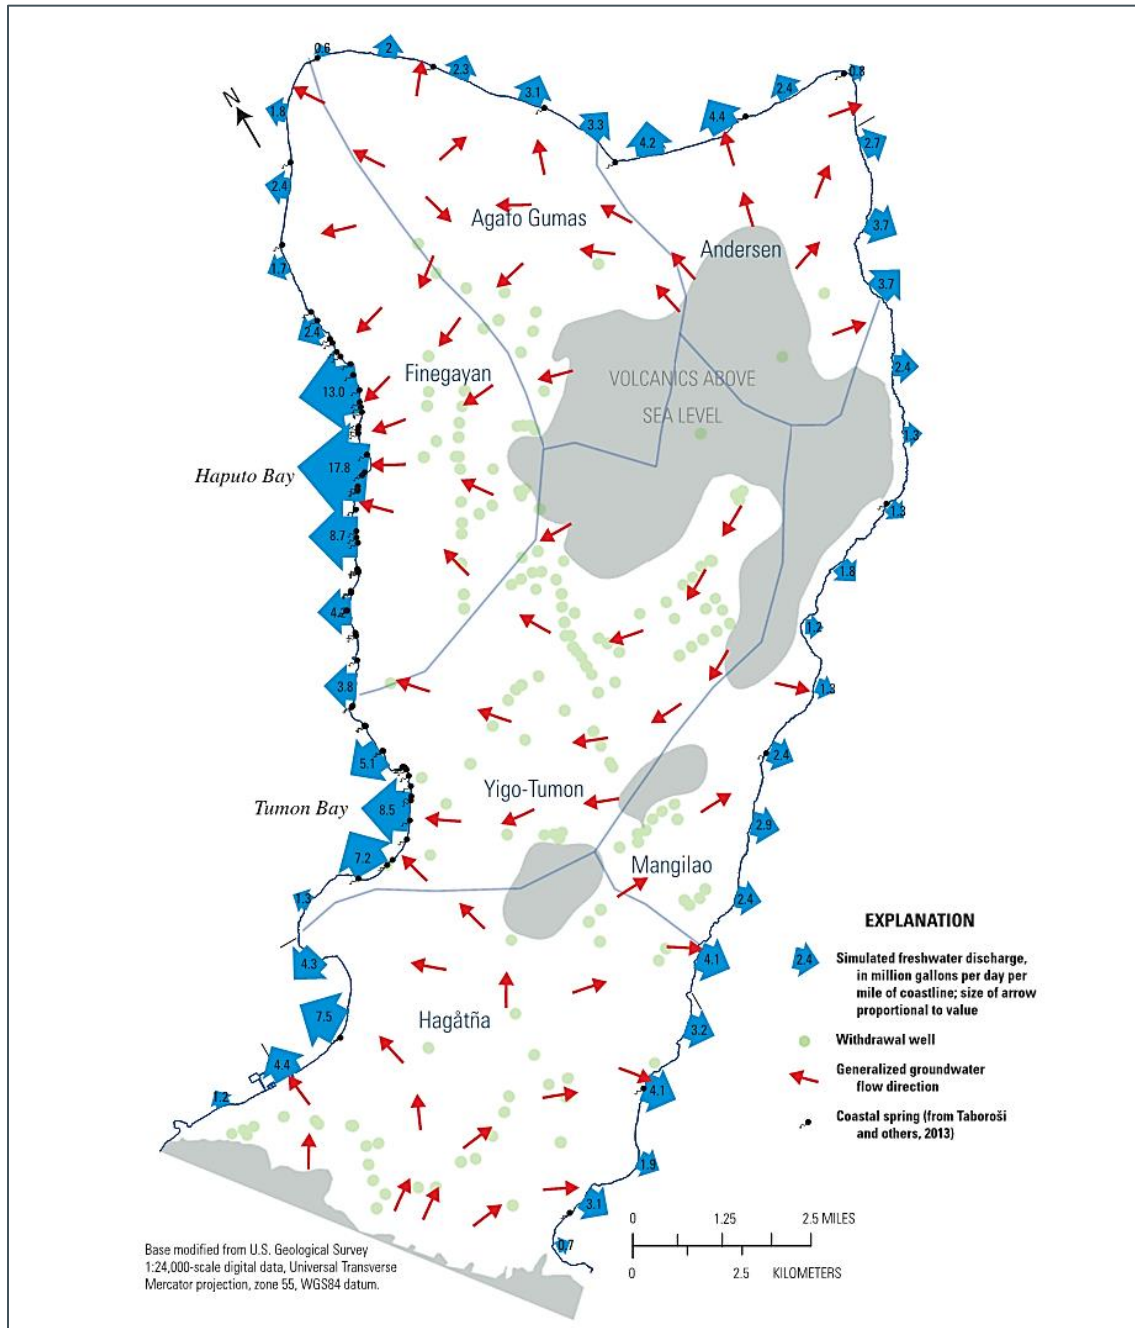 0.6
2
2.3
3.1
3.3
4.2
4.4
2.4
0.8
N
1.8
2.7
2.4
Agafo Gumas
Andersen
3.7
1.7
3.7
2.4
Finegayan
VOLCANICS ABOVE
SEA LEVEL
2.4
13.0
1.3
Haputo Bay
17.8
1.3
8.7
1.8
4.2
1.2
3.8
1.8
5.1
2.4
Yigo-Tumon
Tumon Bay
8.5
2.9
7.2
Mangilao
1.3
2.4
4.3
4.1
7.5
Hagåtña
3.2
4.4
4.1
1.2
1.9
3.1
0.7
EXPLANATION
2.4
Simulated freshwater discharge,
in million gallons per day per
mile of coastline; size of arrow
proportional to value
Withdrawal well
Generalized groundwater
flow direction
Coastal spring (from Taboroši
and others, 2013)
0 1.25 2.5 MILES
0 2.5 KILOMETERS
Base modified from U.S. Geological Survey
1:24,000-scale digital data, Universal Transverse
Mercator projection, zone 55, WGS84 datum.